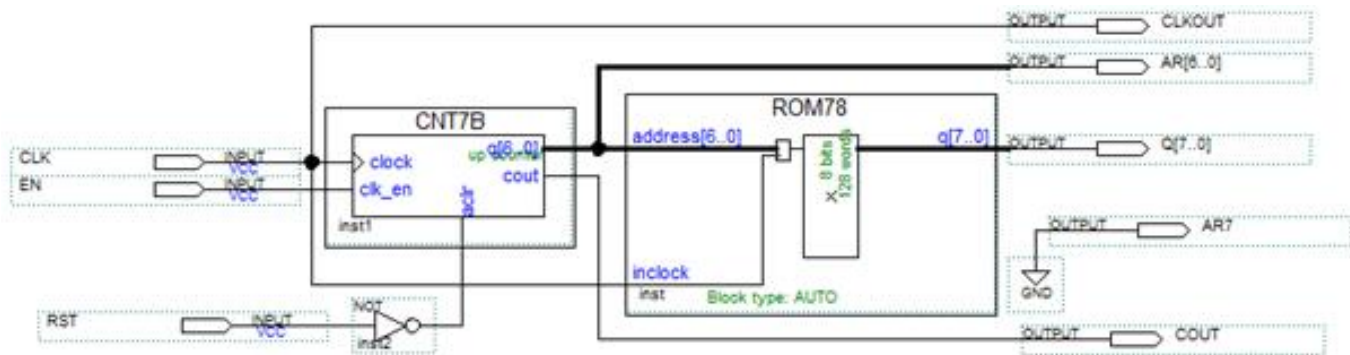 OUTPUT CLKOUT
OUTPUT AR[6..0]
CNT7B
ROM78
q[6..0]
address[6..0]
q[7..0]
OUTPUT Q[7..0]
CLK INPUT
VCC
clock
up counter
EN INPUT
VCC
clk_en
cout
aclr
inst1
8 bits
X
128 words
OUTPUT AR7
GND
inclock
inst
Block type: AUTO
RST INPUT
VCC
NOT
inst2
OUTPUT COUT